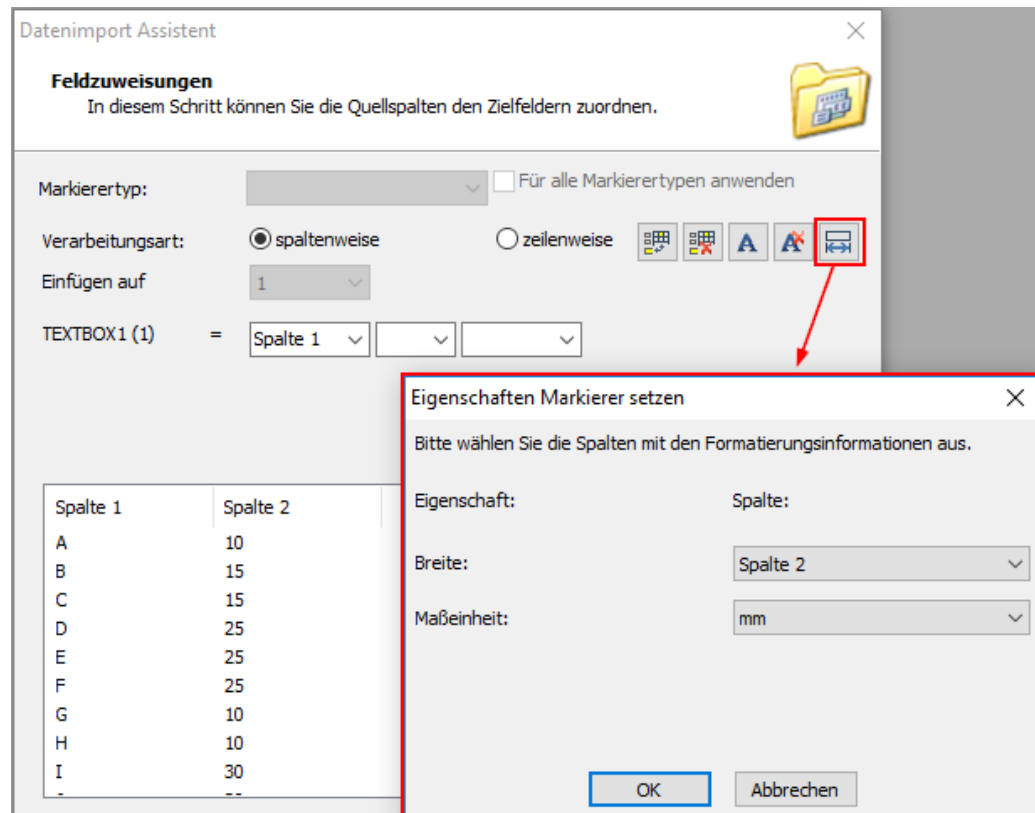 Datenimport Assistent
Feldzuweisungen
In diesem Schritt können Sie die Quellspalten den Zielfeldern zuordnen.
Markierertyp:
Für alle Markierertypen anwenden
Verarbeitungsart:
spaltenweise
zeilenweise
Einfügen auf
1
TEXTBOX1 (1) = Spalte 1
Eigenschaften Markierer setzen
Bitte wählen Sie die Spalten mit den Formatierungsinformationen aus.
Eigenschaft: Spalte:
Breite: Spalte 2
Maßeinheit: mm
OK Abbrechen
Spalte 1 Spalte 2
A 10
B 15
C 15
D 25
E 25
F 25
G 10
H 10
I 30